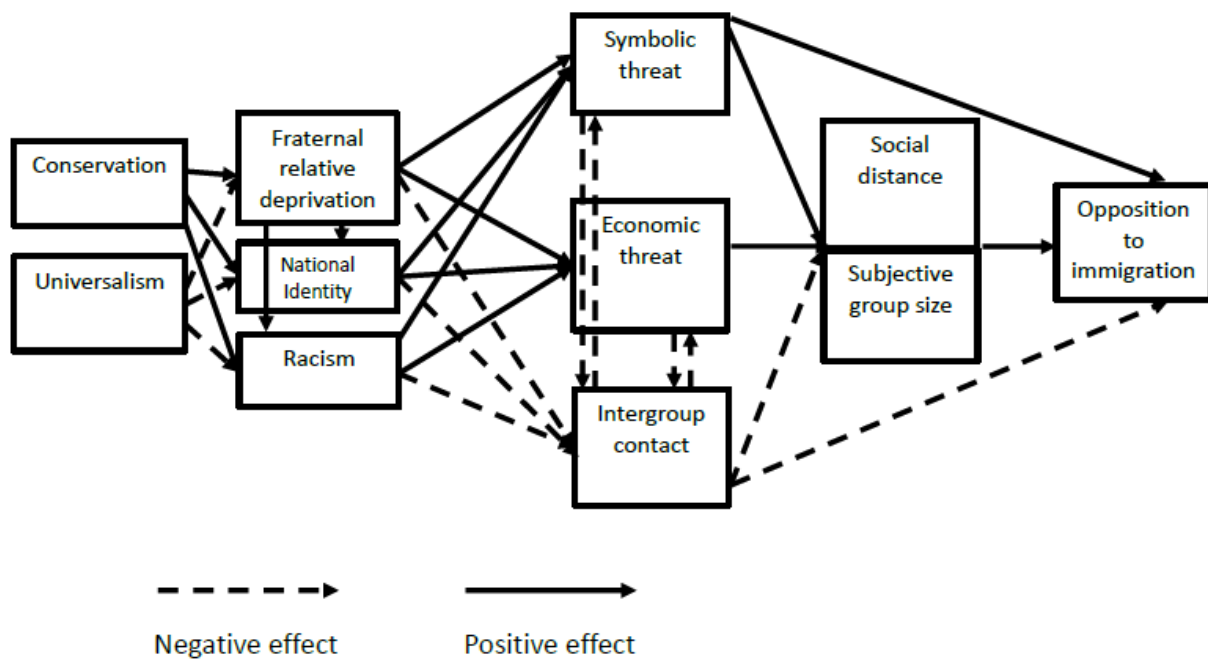 Symbolic
threat
Conservation
Fraternal
relative
deprivation
Social
distance
Universalism
National
Identity
Economic
threat
Subjective
group size
Opposition
to
immigration
Racism
Intergroup
contact
Negative effect
Positive effect